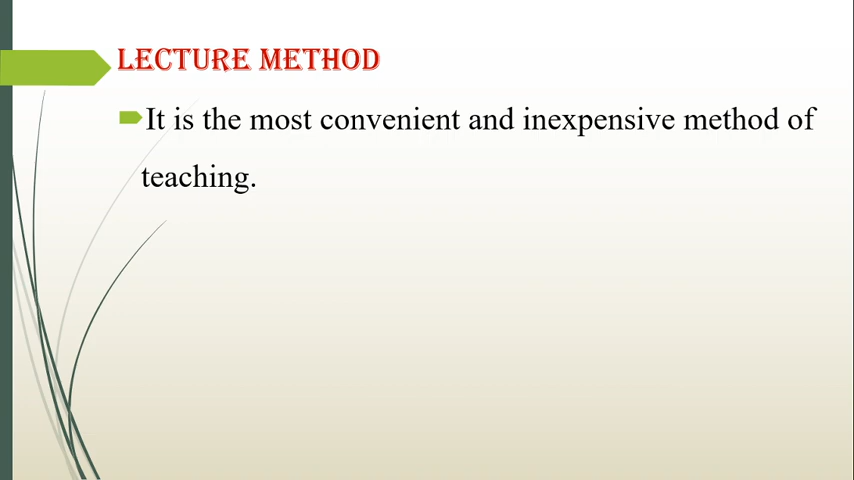 LECTURE METHOD
It is the most convenient and inexpensive method of
teaching.